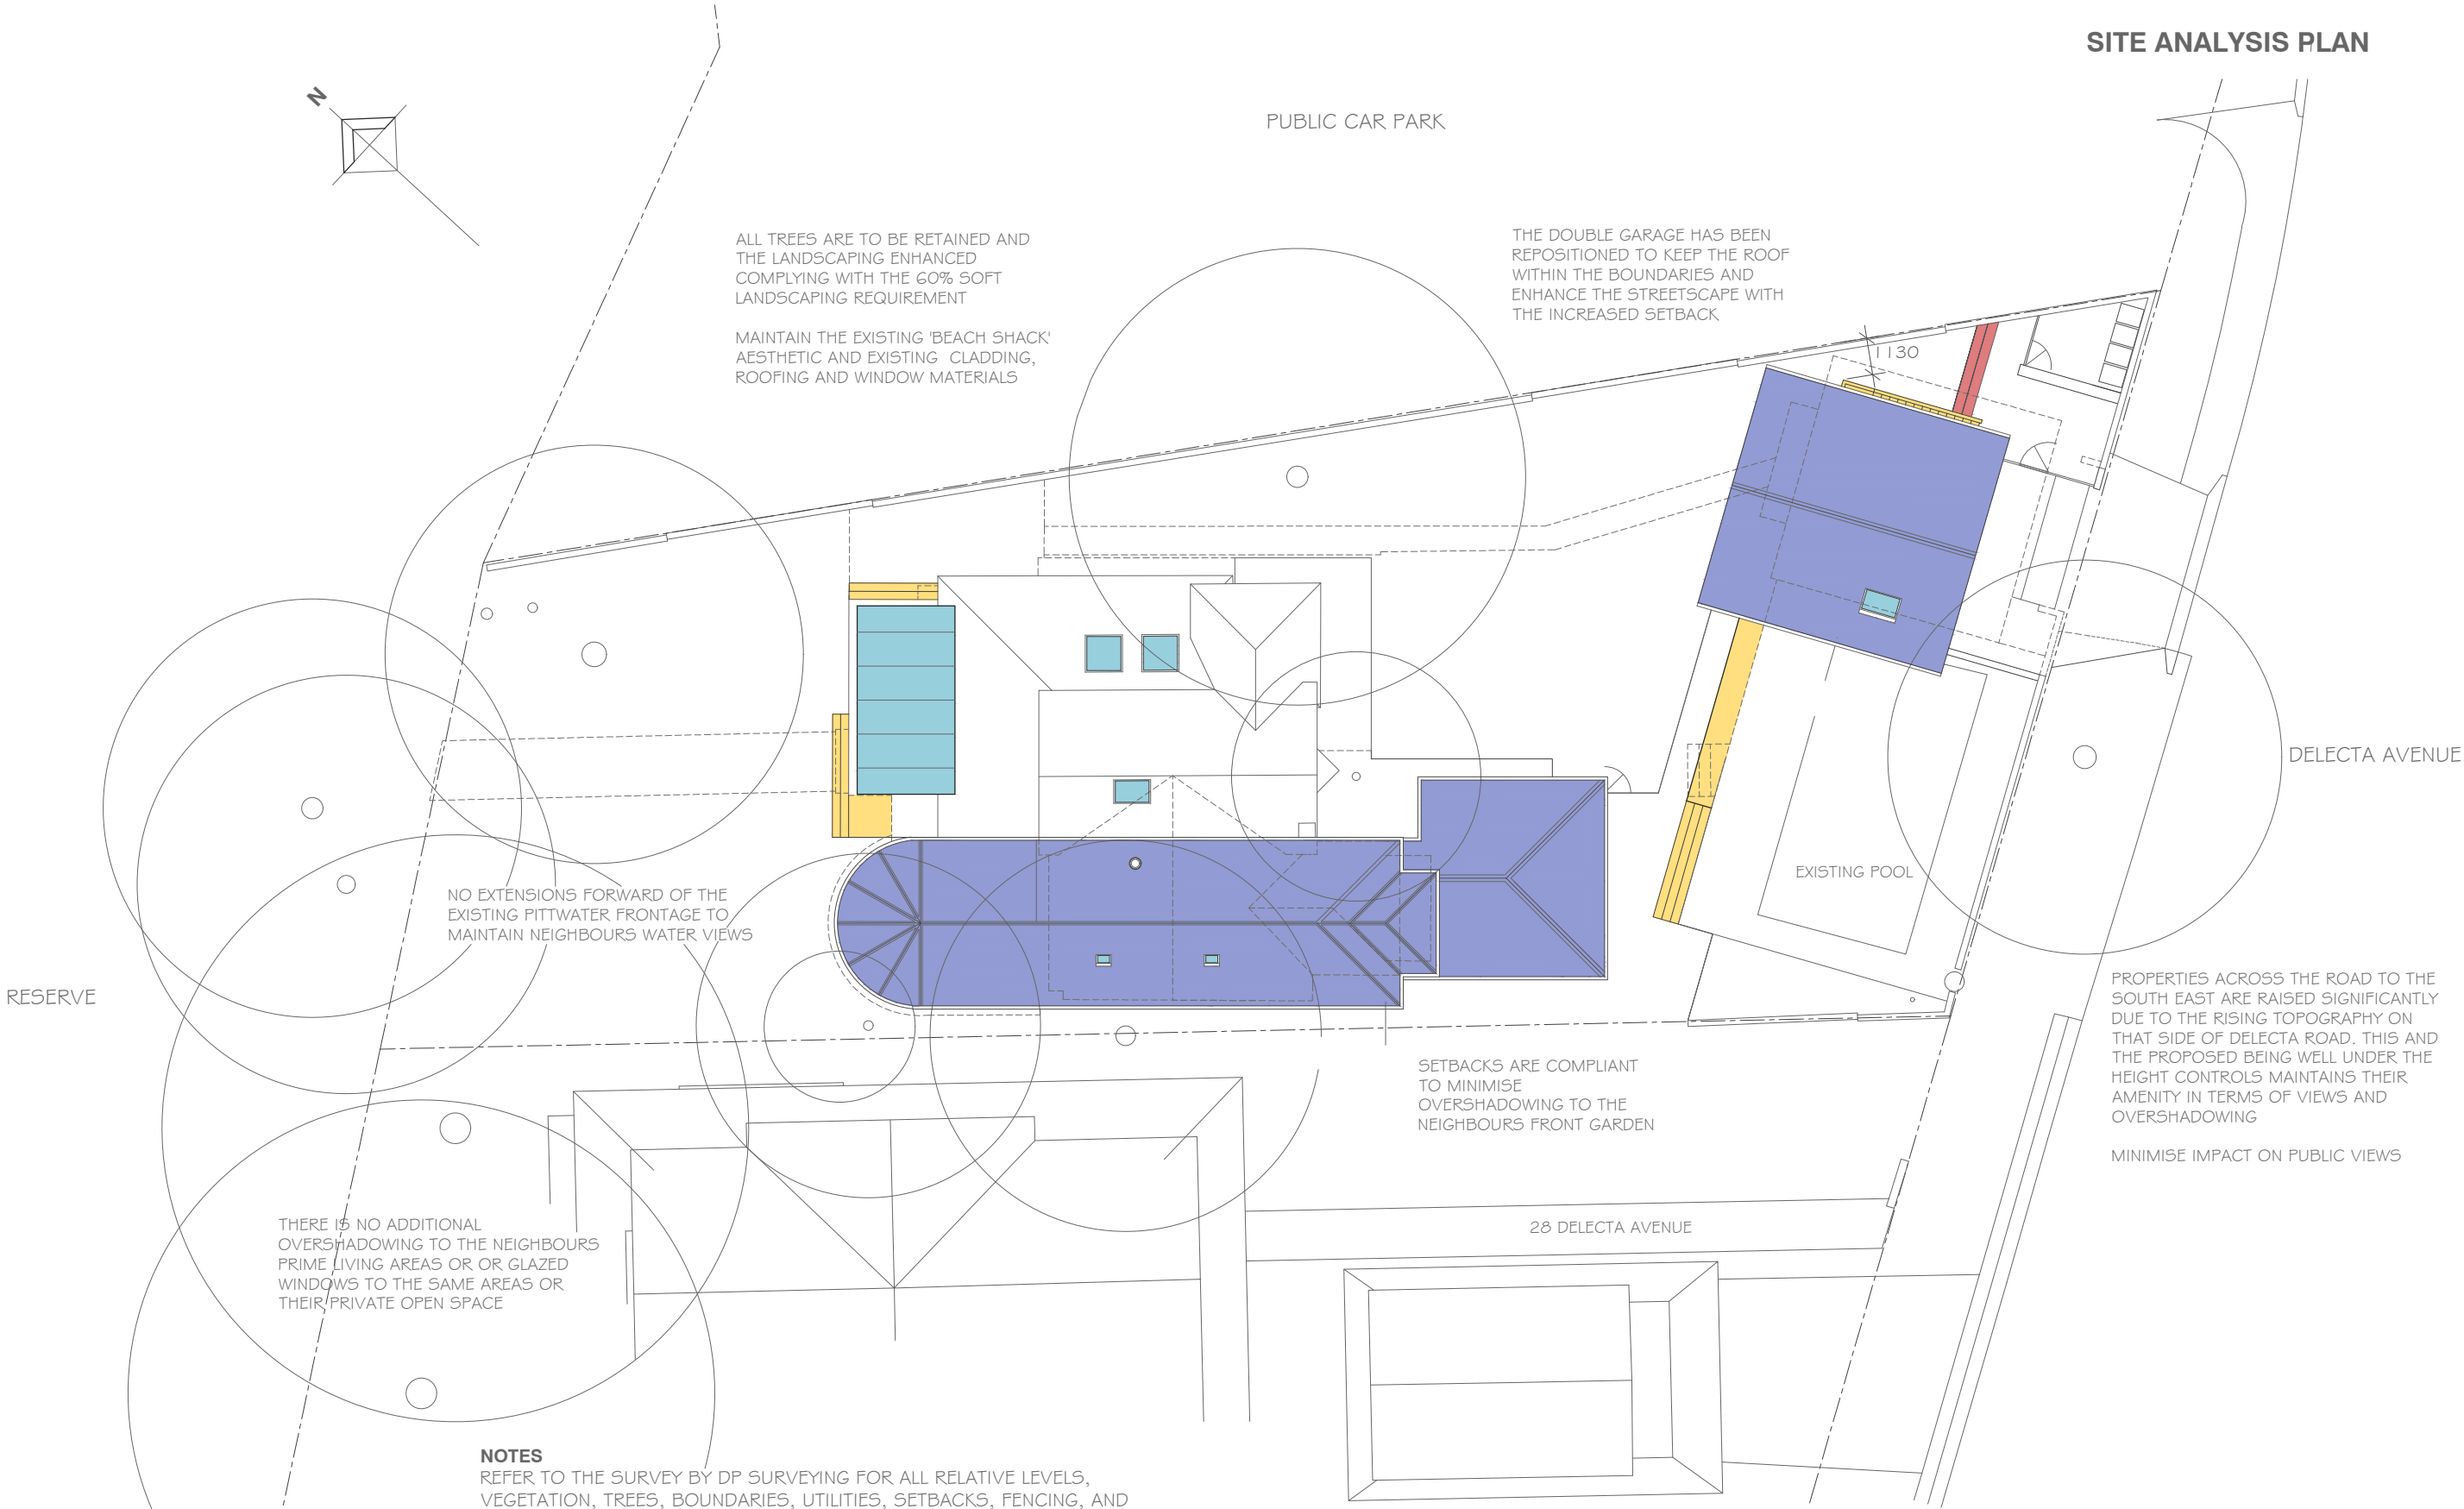 SITE ANALYSIS PLAN
N
PUBLIC CAR PARK
ALL TREES ARE TO BE RETAINED AND
THE LANDSCAPING ENHANCED
COMPLYING WITH THE 60% SOFT
LANDSCAPING REQUIREMENT
MAINTAIN THE EXISTING 'BEACH SHACK'
AESTHETIC AND EXISTING CLADDING,
ROOFING AND WINDOW MATERIALS
THE DOUBLE GARAGE HAS BEEN
REPOSITIONED TO KEEP THE ROOF
WITHIN THE BOUNDARIES AND
ENHANCE THE STREETSCAPE WITH
THE INCREASED SETBACK
1130
DELECTA AVENUE
EXISTING POOL
NO EXTENSIONS FORWARD OF THE
EXISTING PITTWATER FRONTAGE TO
MAINTAIN NEIGHBOURS WATER VIEWS
RESERVE
PROPERTIES ACROSS THE ROAD TO THE
SOUTH EAST ARE RAISED SIGNIFICANTLY
DUE TO THE RISING TOPOGRAPHY ON
THAT SIDE OF DELECTA ROAD. THIS AND
THE PROPOSED BEING WELL UNDER THE
HEIGHT CONTROLS MAINTAINS THEIR
AMENITY IN TERMS OF VIEWS AND
OVERSHADOWING
MINIMISE IMPACT ON PUBLIC VIEWS
SETBACKS ARE COMPLIANT
TO MINIMISE
OVERSHADOWING TO THE
NEIGHBOURS FRONT GARDEN
28 DELECTA AVENUE
THERE IS NO ADDITIONAL
OVERSHADOWING TO THE NEIGHBOURS
PRIME LIVING AREAS OR OR GLAZED
WINDOWS TO THE SAME AREAS OR
THEIR PRIVATE OPEN SPACE
NOTES
REFER TO THE SURVEY BY DP SURVEYING FOR ALL RELATIVE LEVELS,
VEGETATION, TREES, BOUNDARIES, UTILITIES, SETBACKS, FENCING, AND